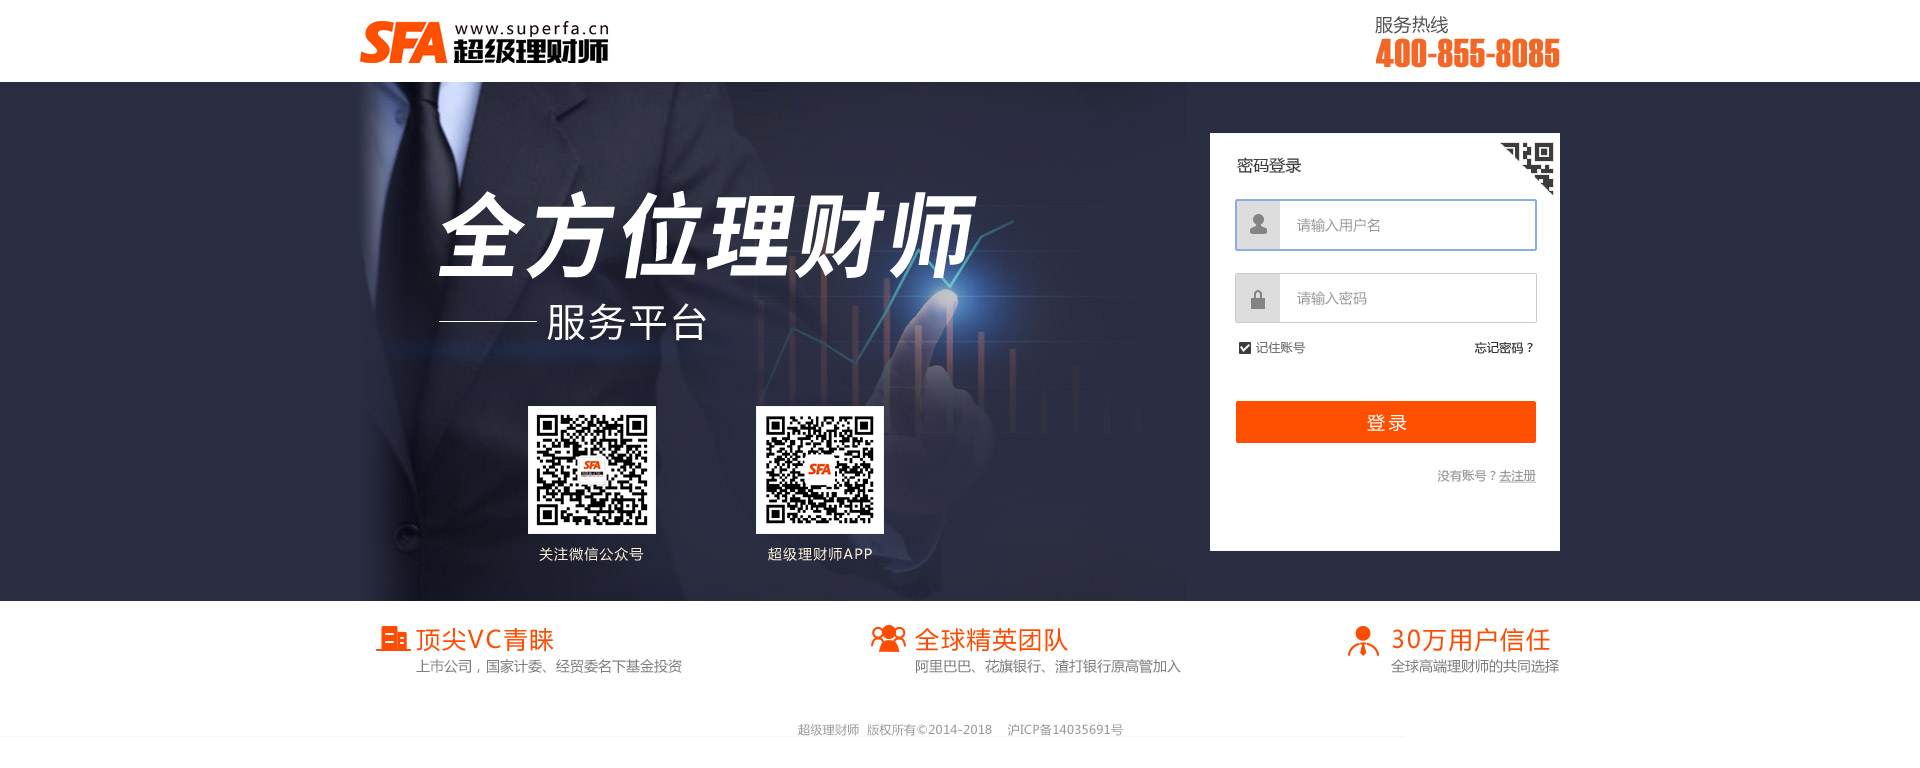 SFA
www.superfa.cn
超级理财师
服务热线
400-855-8085
全方位理财师
服务平台
SFA
关注微信公众号
SFA
超级理财师APP
密码登录
请输入用户名
请输入密码
记住账号 忘记密码？
登录
没有账号？去注册
顶尖VC青睐
上市公司，国家计委、经贸委名下基金投资
全球精英团队
阿里巴巴、花旗银行、渣打银行原高管加入
30万用户信任
全球高端理财师的共同选择
超级理财师 版权所有©2014-2018 沪ICP备14035691号